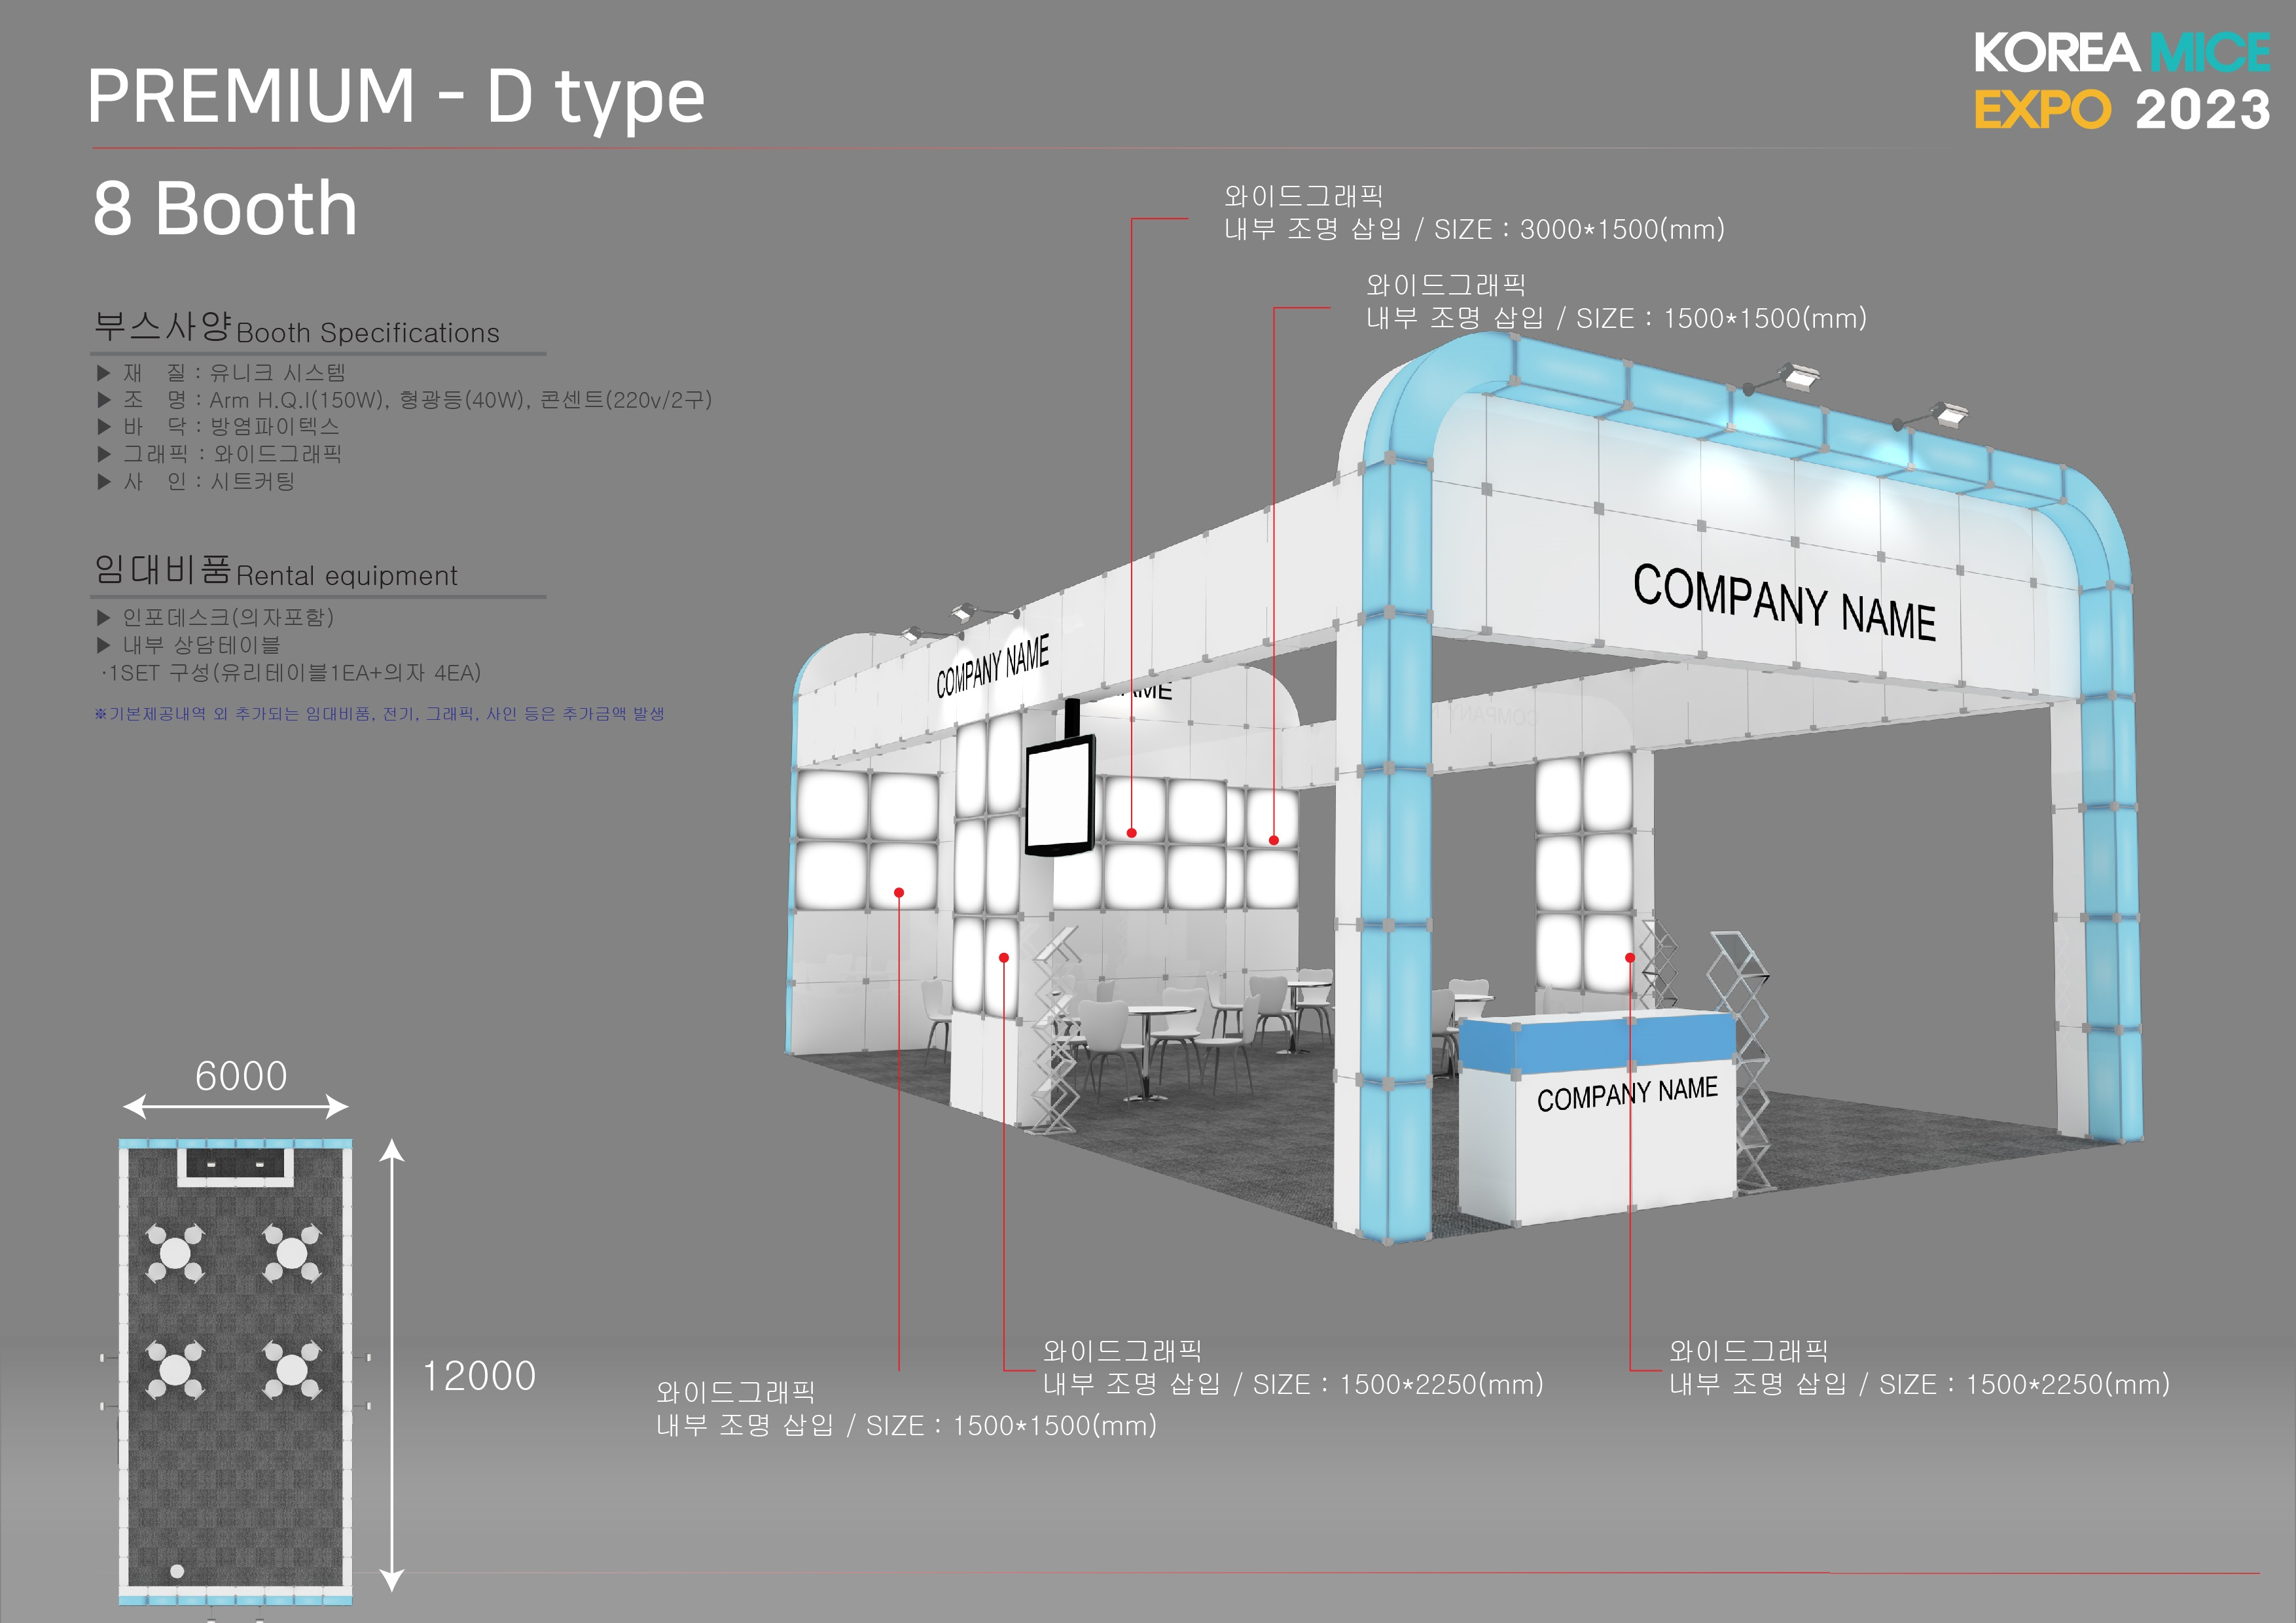 PREMIUM - D type
KOREA MICE
EXPO 2023
8 Booth
와이드그래픽
내부 조명 삽입 / SIZE : 3000*1500(mm)
와이드그래픽
내부 조명 삽입 / SIZE : 1500*1500(mm)
부스사양 Booth Specifications
▶ 재 질 : 유니크 시스템
▶ 조 명 : Arm H.Q.I(150W), 형광등(40W), 콘센트(220v/2구)
▶ 바 닥 : 방염파이텍스
▶ 그래픽 : 와이드그래픽
▶ 사 인 : 시트커팅
임대비품 Rental equipment
▶ 인포데스크(의자포함)
▶ 내부 상담테이블
·1SET 구성(유리테이블1EA+의자 4EA)
※기본제공내역 외 추가되는 임대비품, 전기, 그래픽, 사인 등은 추가금액 발생
COMPANY NAME
COMPANY NAME
AME
COMPANY
COMPANY NAME
6000
12000
와이드그래픽
내부 조명 삽입 / SIZE : 1500*1500(mm)
와이드그래픽
내부 조명 삽입 / SIZE : 1500*2250(mm)
와이드그래픽
내부 조명 삽입 / SIZE : 1500*2250(mm)